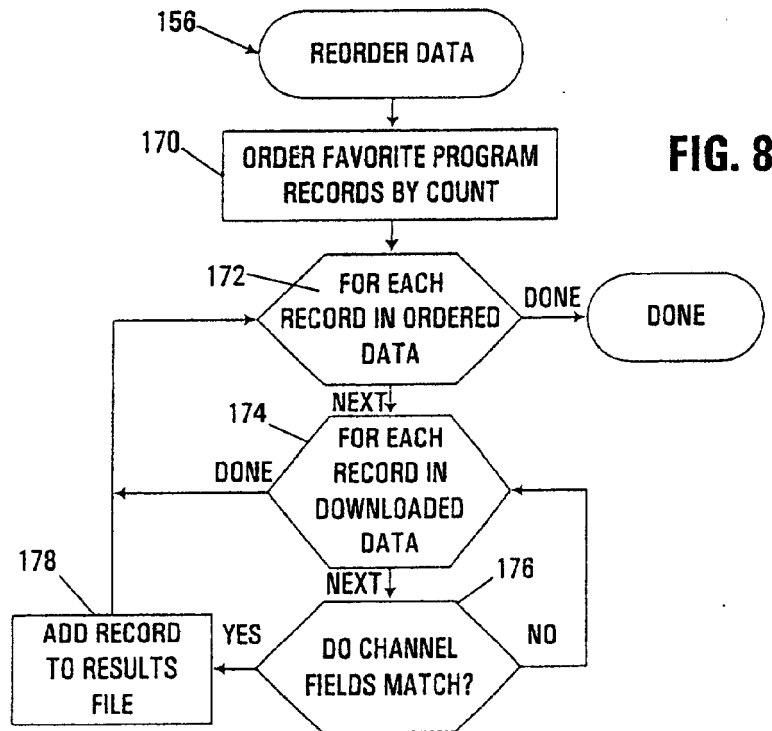 156
REORDER DATA
170
ORDER FAVORITE PROGRAM
RECORDS BY COUNT
FIG. 8
172
FOR EACH
RECORD IN ORDERED
DATA
DONE
DONE
NEXT
174
FOR EACH
RECORD IN
DOWNLOADED
DATA
DONE
NEXT
176
178
ADD RECORD
TO RESULTS
FILE
YES
DO CHANNEL
FIELDS MATCH?
NO